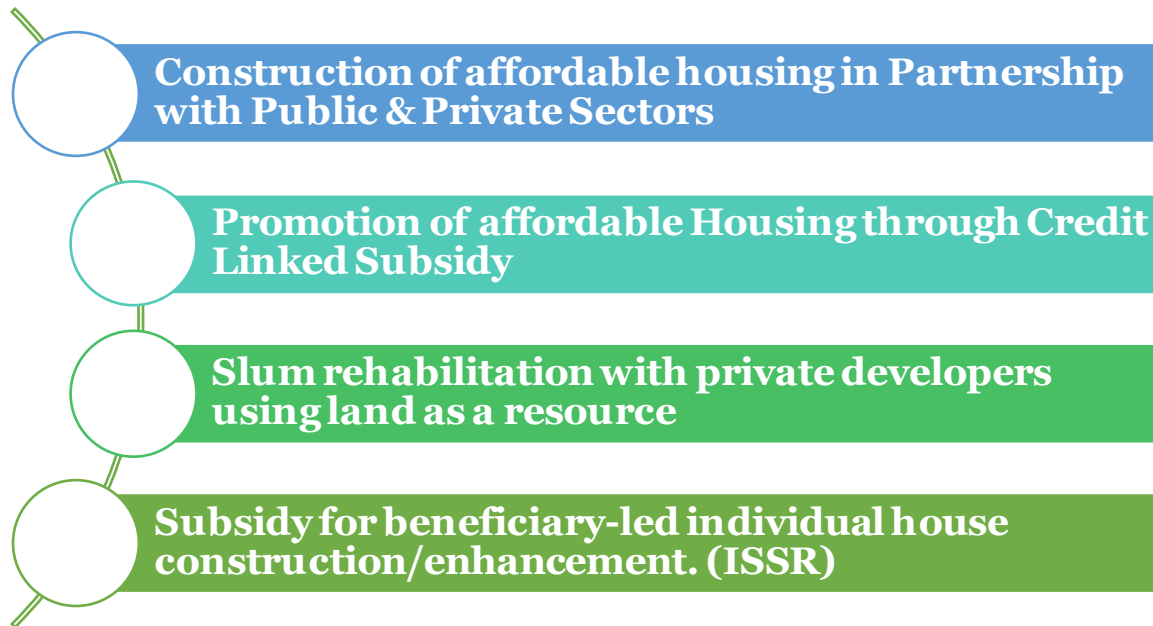 Construction of affordable housing in Partnership
with Public & Private Sectors
Promotion of affordable Housing through Credit
Linked Subsidy
Slum rehabilitation with private developers
using land as a resource
Subsidy for beneficiary-led individual house
construction/enhancement. (ISSR)